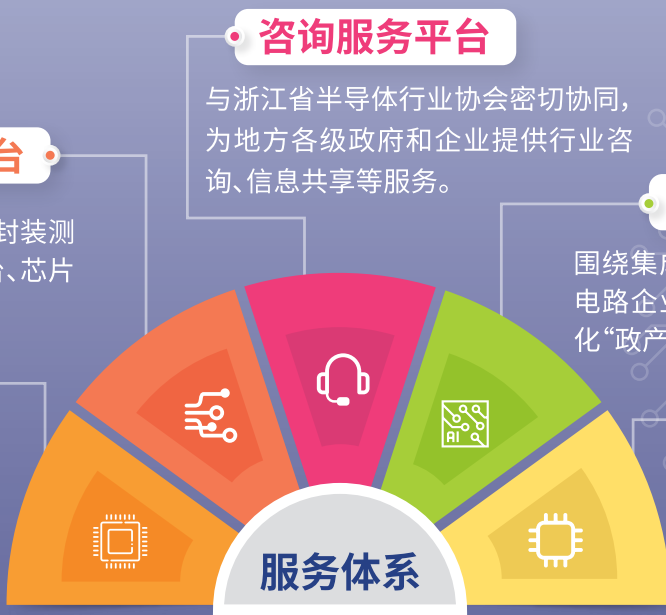 咨询服务平台
与浙江省半导体行业协会密切协同，
为地方各级政府和企业提供行业咨
询、信息共享等服务。
台
封装测
台、芯片
围绕集成
电路企业
化“政产
AI
服务体系